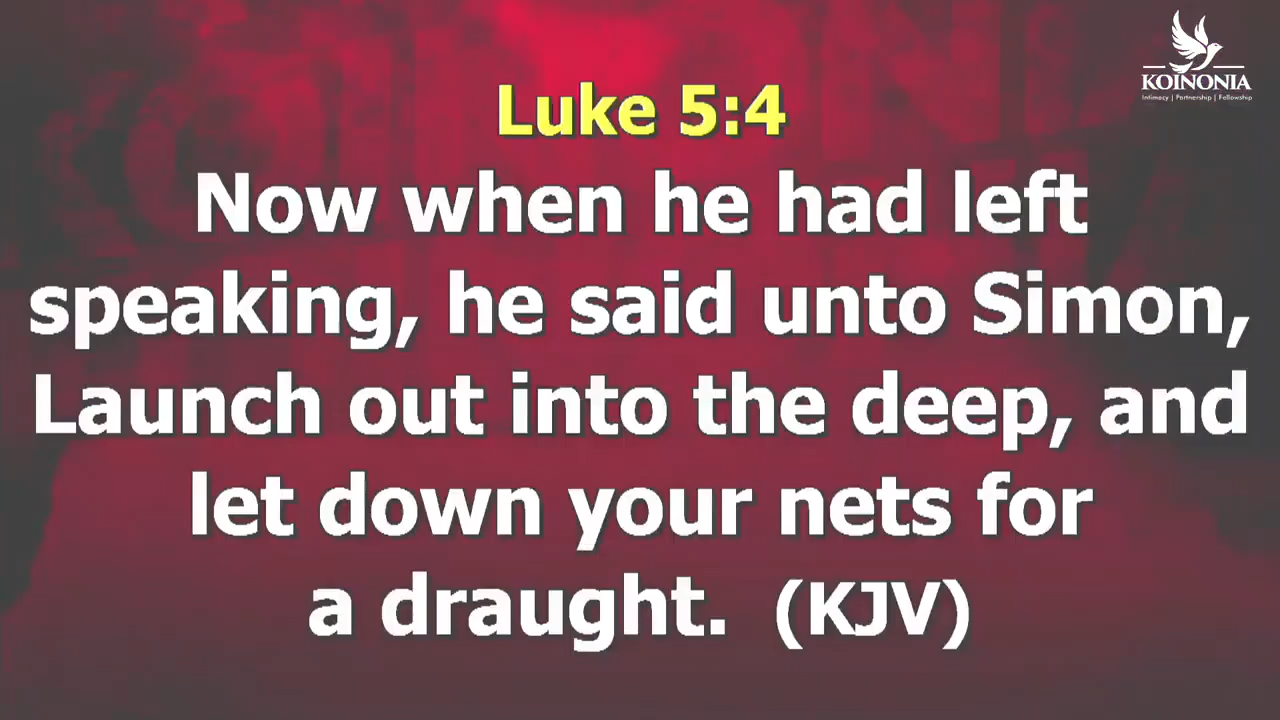 KOINONIA
Intimacy | Partnership | Fellowship
Luke 5:4
Now when he had left
speaking, he said unto Simon,
Launch out into the deep, and
let down your nets for
a draught. (KJV)